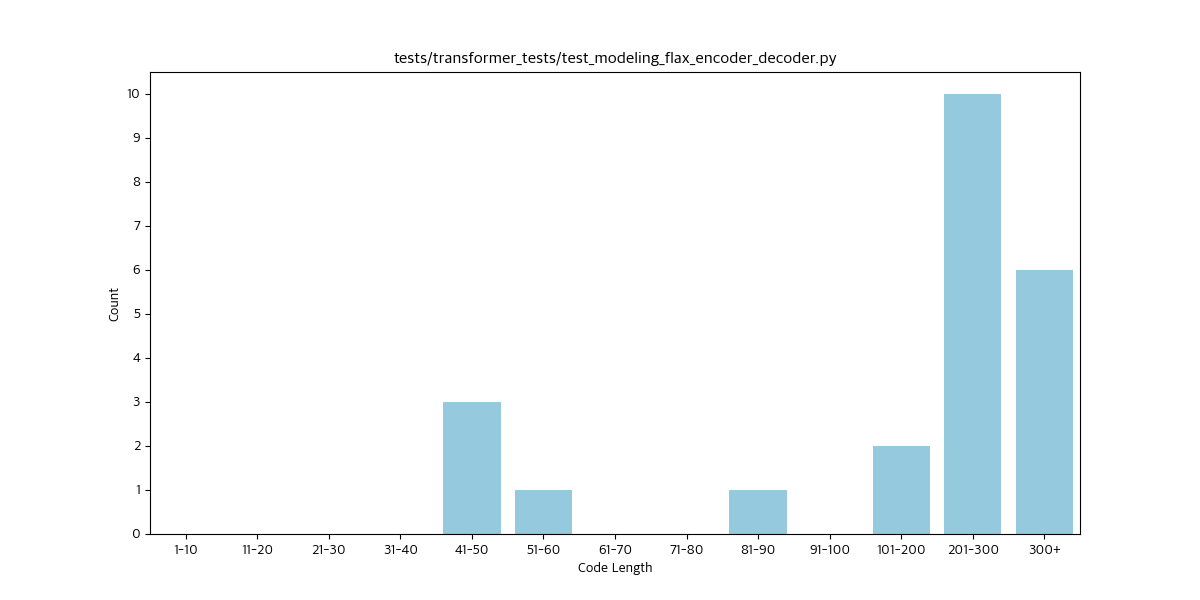 tests/transformer_tests/test_modeling_flax_encoder_decoder.py
10
9
8
7
6
5
4
3
2
1
0
Count
1-10 11-20 21-30 31-40 41-50 51-60 61-70 71-80 81-90 91-100 101-200 201-300 300+
Code Length